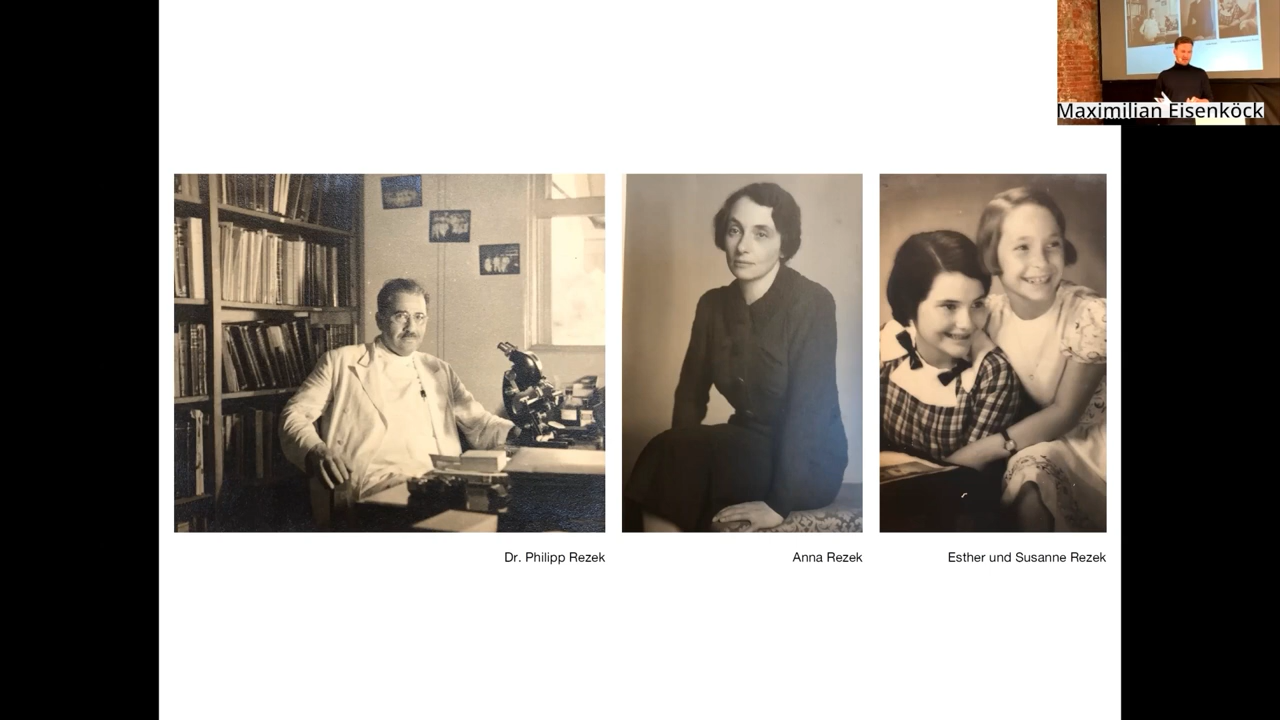 Maximilian Eisenköck
Dr. Philipp Rezek
Anna Rezek
Esther und Susanne Rezek